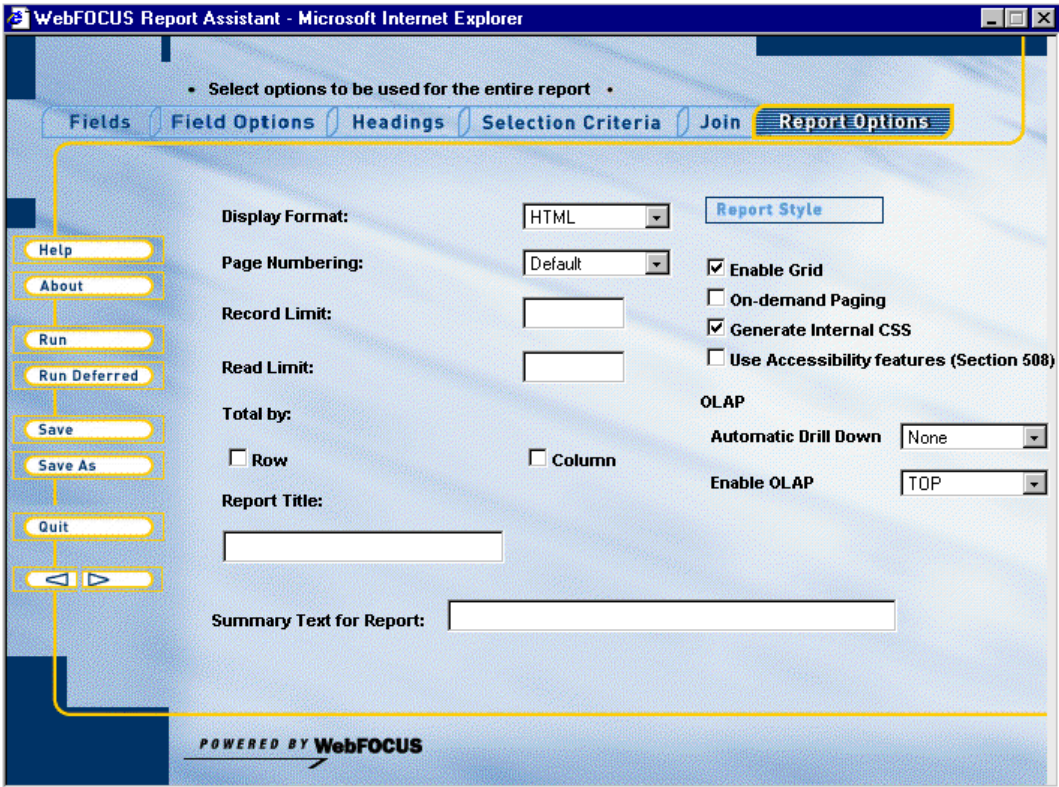 WebFOCUS Report Assistant - Microsoft Internet Explorer
• Select options to be used for the entire report •
Fields Field Options Headings Selection Criteria Join Report Options
Display Format:
HTML
Report Style
Help
Page Numbering:
Default
Enable Grid
About
On-demand Paging
Record Limit:
Generate Internal CSS
Run
Use Accessibility features (Section 508)
Read Limit:
Run Deferred
OLAP
Total by:
Save
Automatic Drill Down
None
Save As
Row
Column
Enable OLAP
TOP
Report Title:
Quit
Summary Text for Report:
POWERED BY WebFOCUS